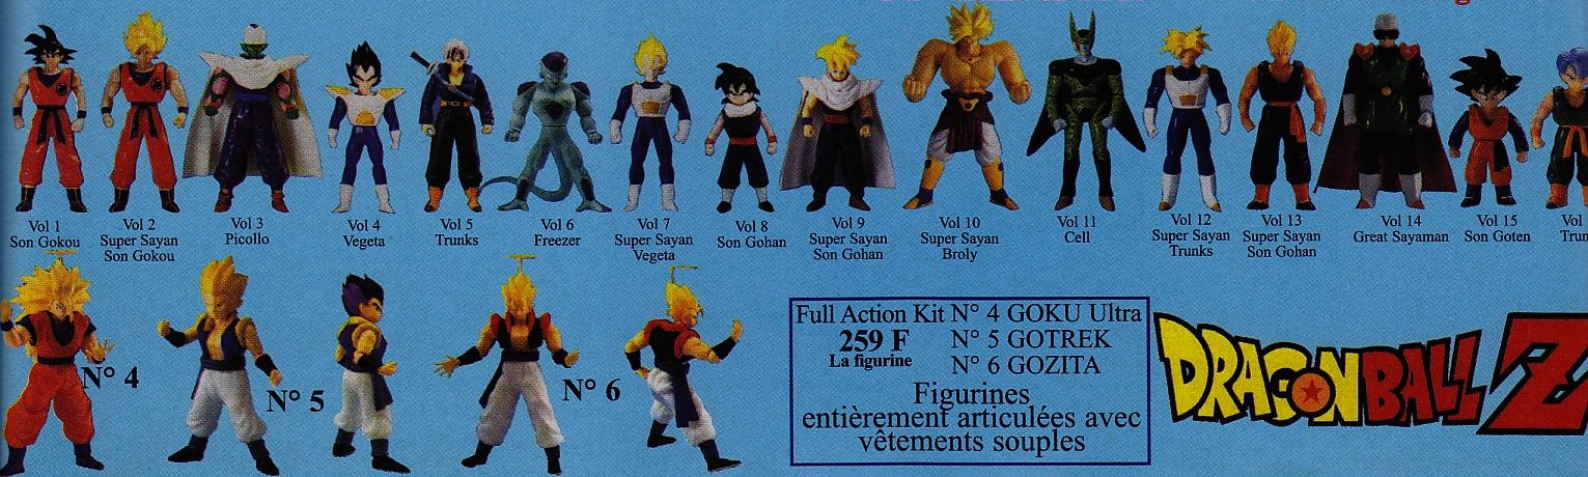 Vol 1
Son Gokou
Vol 2
Super Sayan
Son Gokou
Vol 3
Picollo
Vol 4
Vegeta
Vol 5
Trunks
Vol 6
Freezer
Vol 7
Super Sayan
Vegeta
Vol 8
Son Gohan
Vol 9
Super Sayan
Son Gohan
Vol 10
Super Sayan
Broly
Vol 11
Cell
Vol 12
Super Sayan
Trunks
Vol 13
Super Sayan
Son Gohan
Vol 14
Great Sayaman
Vol 15
Son Goten
Vol
N° 4
N° 5
N° 6
Full Action Kit N° 4 GOKU Ultra
259 F N° 5 GOTREK
La figurine N° 6 GOZITA
Figurines
entièrement articulées avec
vêtements souples
DRAGONBALL Z